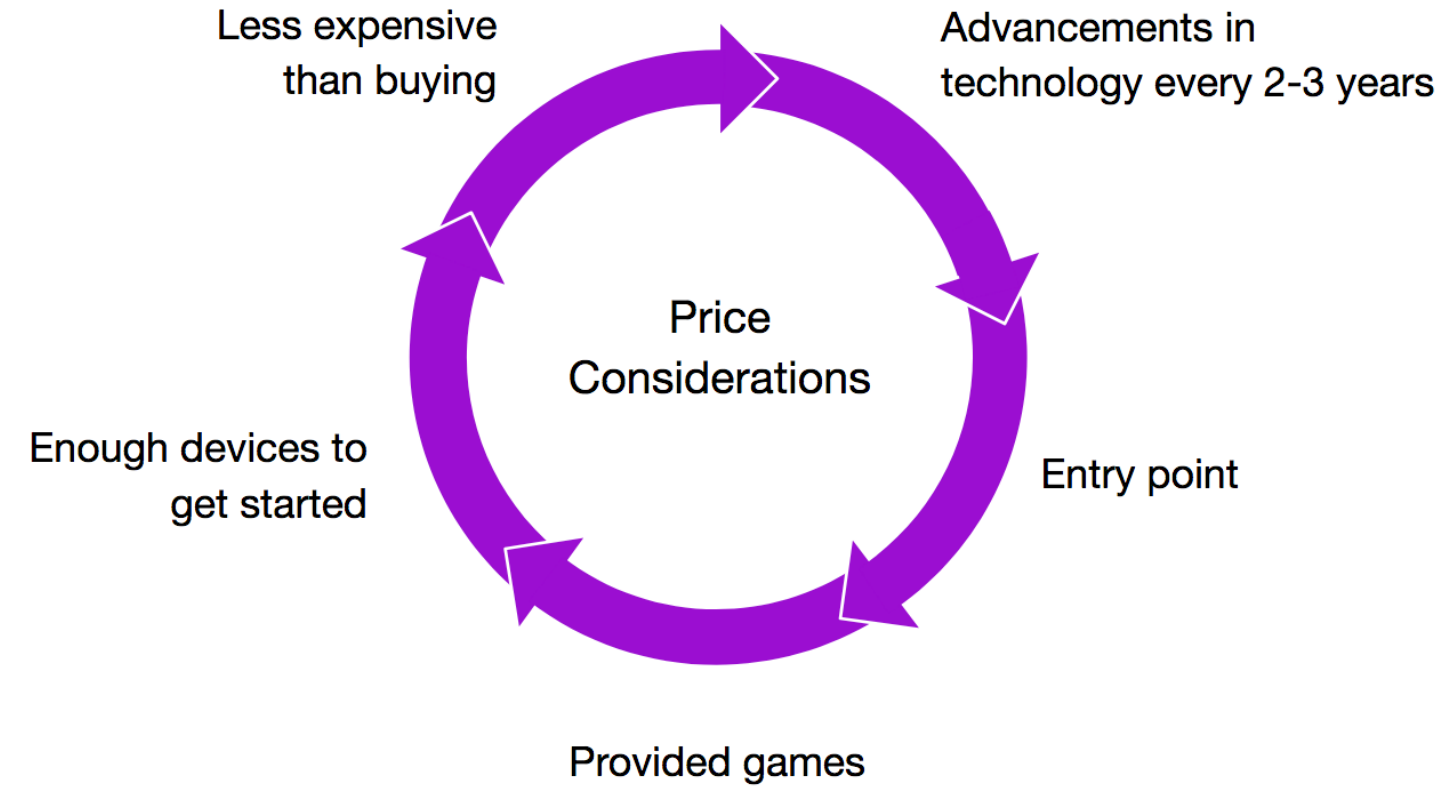 Less expensive
than buying
Advancements in
technology every 2-3 years
Price
Considerations
Enough devices to
get started
Entry point
Provided games